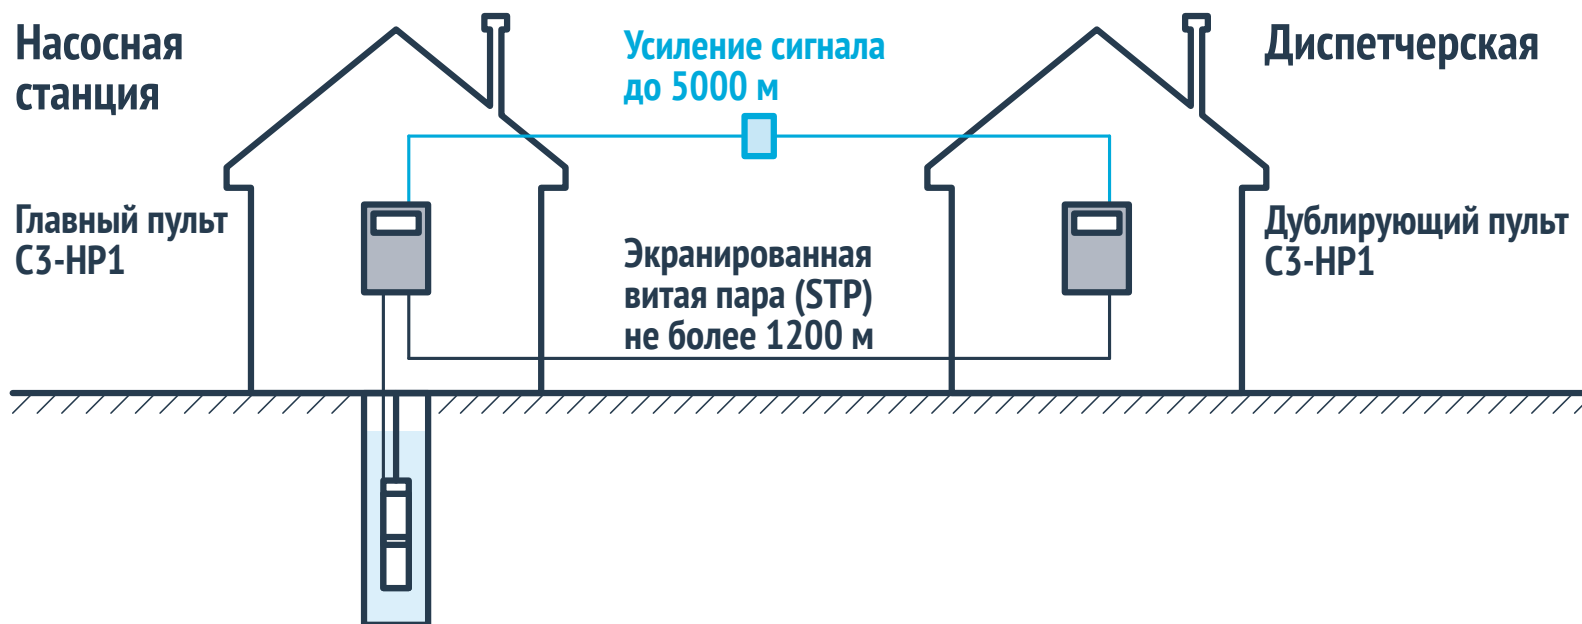 Насосная
станция
Усиление сигнала
до 5000 м
Диспетчерская
Главный пульт
С3-НР1
Экранированная
витая пара (STP)
не более 1200 м
Дублирующий пульт
С3-НР1